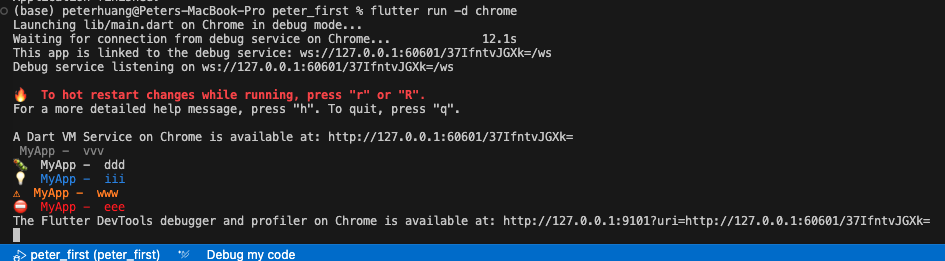 (base) peterhuang@Peters-MacBook-Pro peter_first % flutter run -d chrome
Launching lib/main.dart on Chrome in debug mode...
Waiting for connection from debug service on Chrome... 12.1s
This app is linked to the debug service: ws://127.0.0.1:60601/37IfntvJGXk=/ws
Debug service listening on ws://127.0.0.1:60601/37IfntvJGXk=/ws
🔥 To hot restart changes while running, press "r" or "R".
For a more detailed help message, press "h". To quit, press "q".
A Dart VM Service on Chrome is available at: http://127.0.0.1:60601/37IfntvJGXk=
MyApp - vvv
🐛 MyApp - ddd
💡 MyApp - iii
⚠ MyApp - www
⛔ MyApp - eee
The Flutter DevTools debugger and profiler on Chrome is available at: http://127.0.0.1:9101?uri=http://127.0.0.1:60601/37IfntvJGXk=
peter_first (peter_first) Debug my code